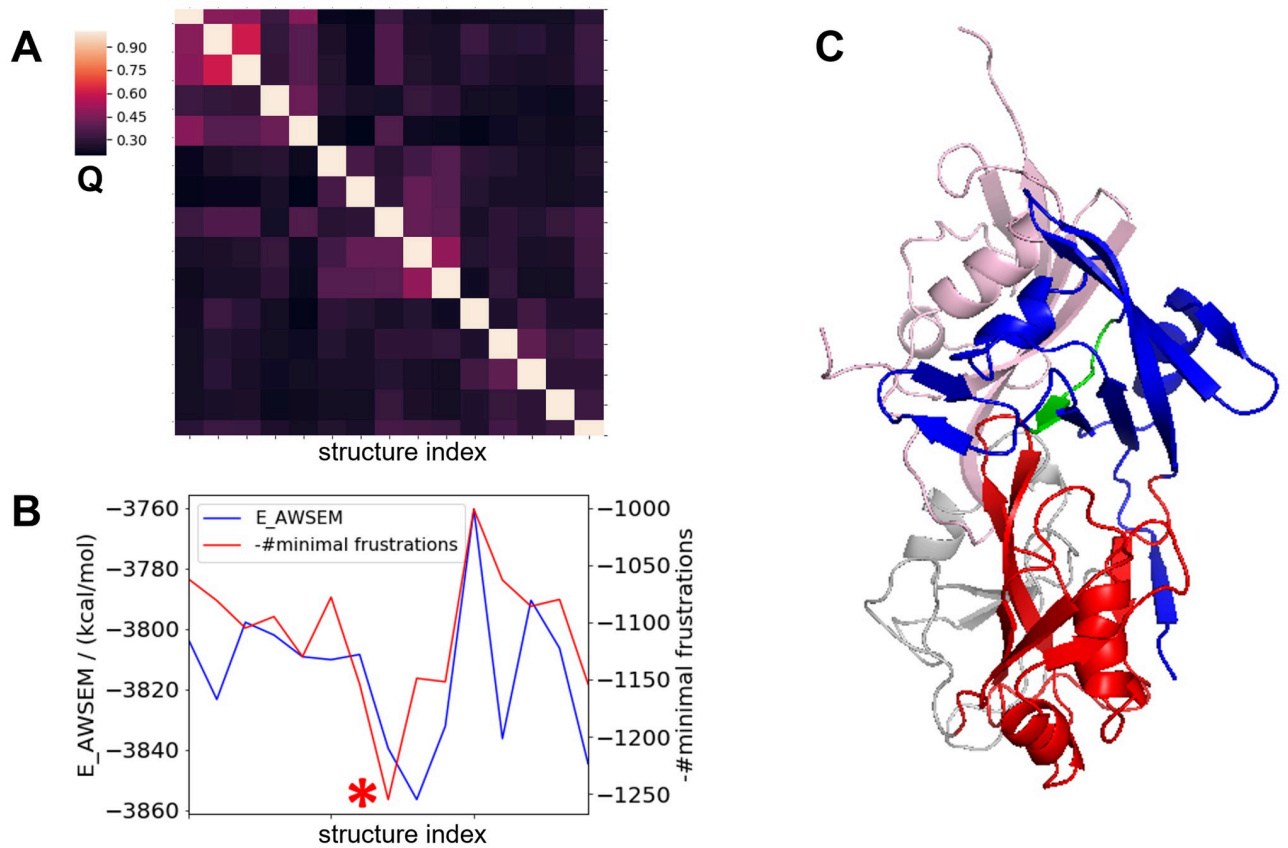 A
0.90
0.75
0.60
0.45
0.30
Q
structure index
B
−3760
−3780
−3800
−3820
−3840
−3860
E_AWSEM / (kcal/mol)
E_AWSEM
-#minimal frustrations
*
−1000
−1050
−1100
−1150
−1200
−1250
-#minimal frustrations
structure index
C